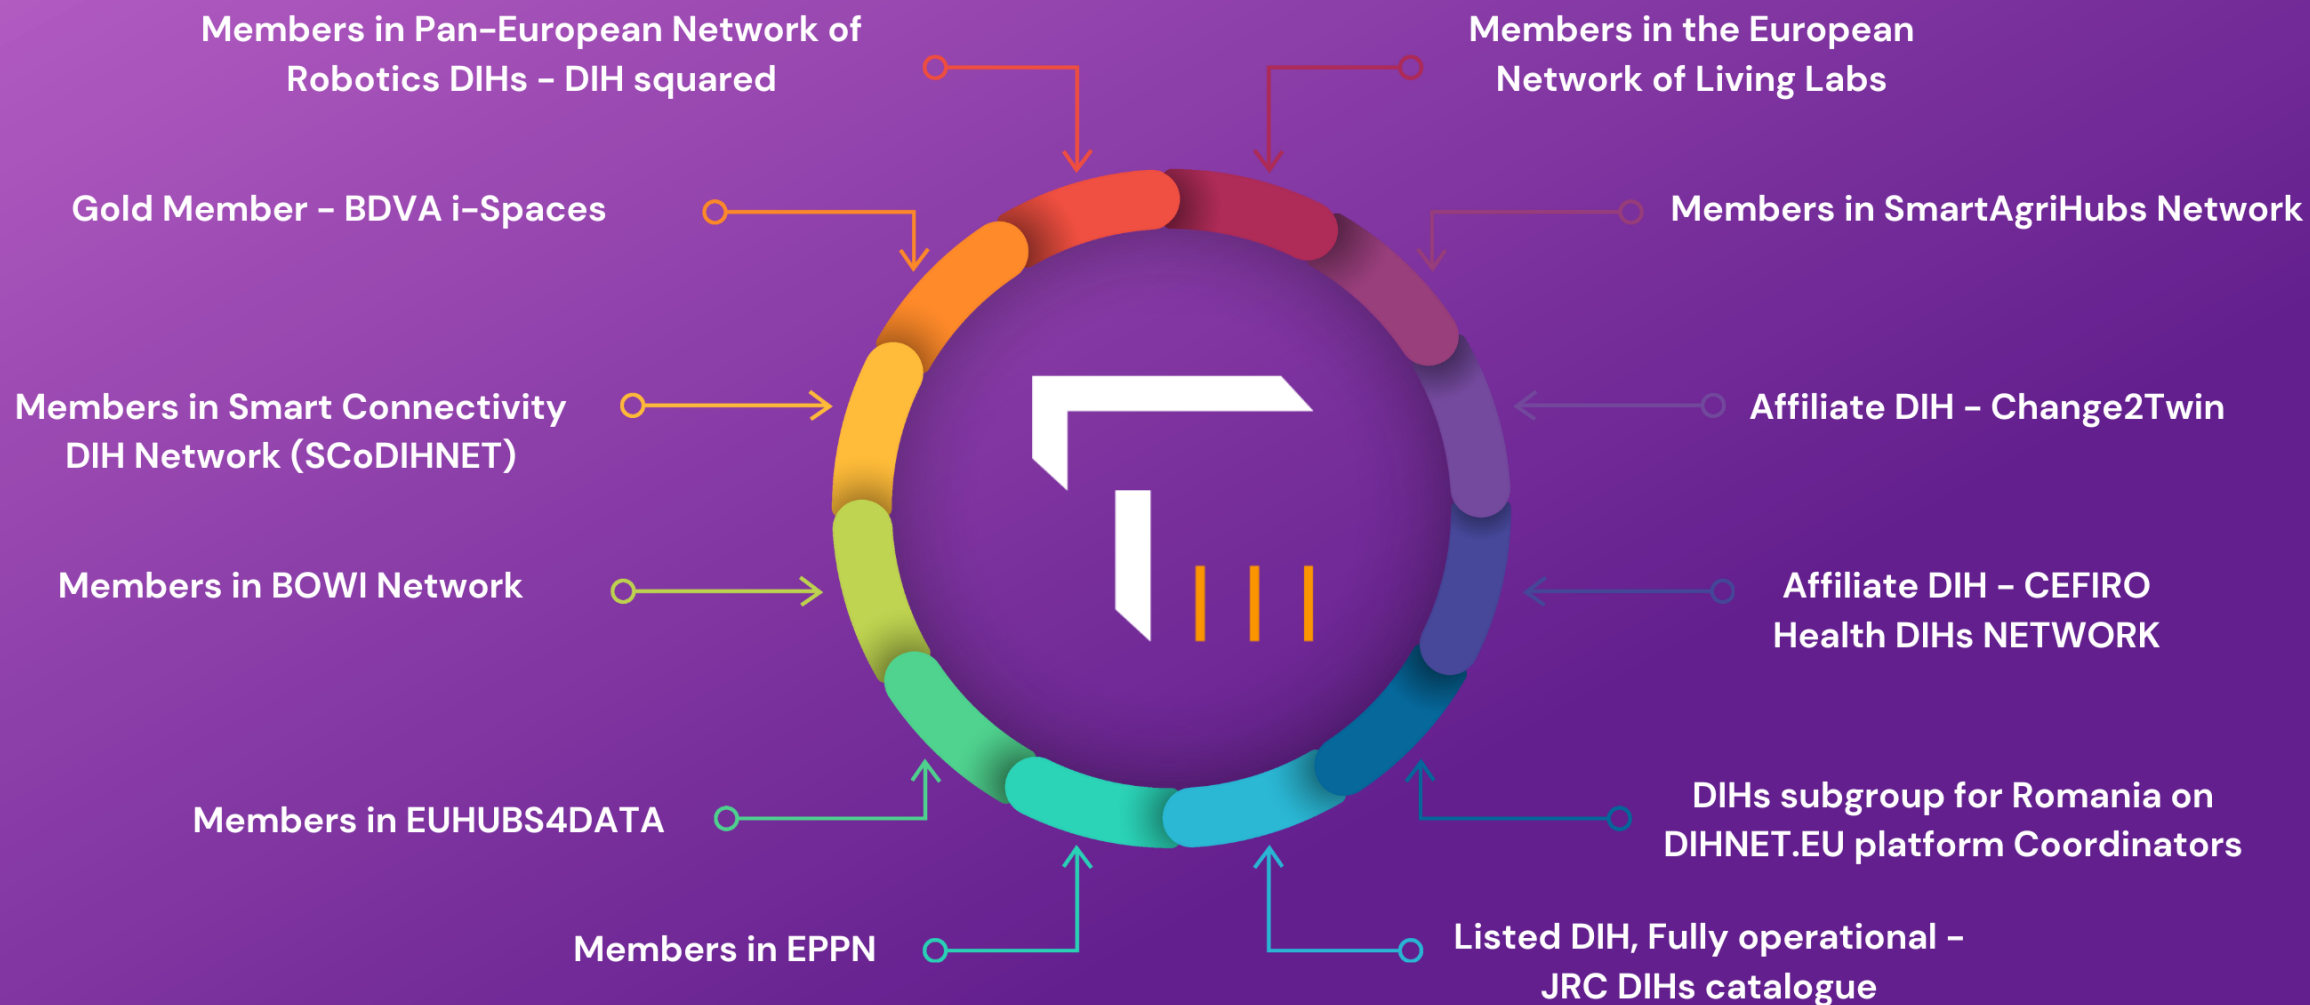 Members in Pan-European Network of
Robotics DIHs - DIH squared
Members in the European
Network of Living Labs
Gold Member - BDVA i-Spaces
Members in SmartAgriHubs Network
Members in Smart Connectivity
DIH Network (SCoDIHNET)
Affiliate DIH - Change2Twin
Members in BOWI Network
Affiliate DIH - CEFIRO
Health DIHs NETWORK
Members in EUHUBS4DATA
DIHs subgroup for Romania on
DIHNET.EU platform Coordinators
Members in EPPN
Listed DIH, Fully operational -
JRC DIHs catalogue